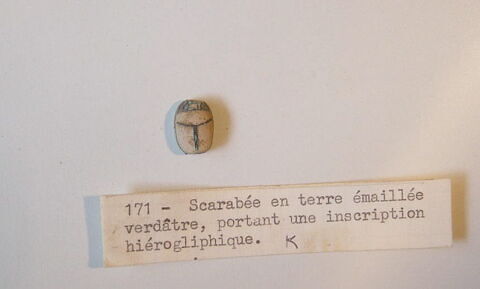 171 - Scarabée en terre émaillée
verdâtre, portant une inscription
hiérogliphique. K